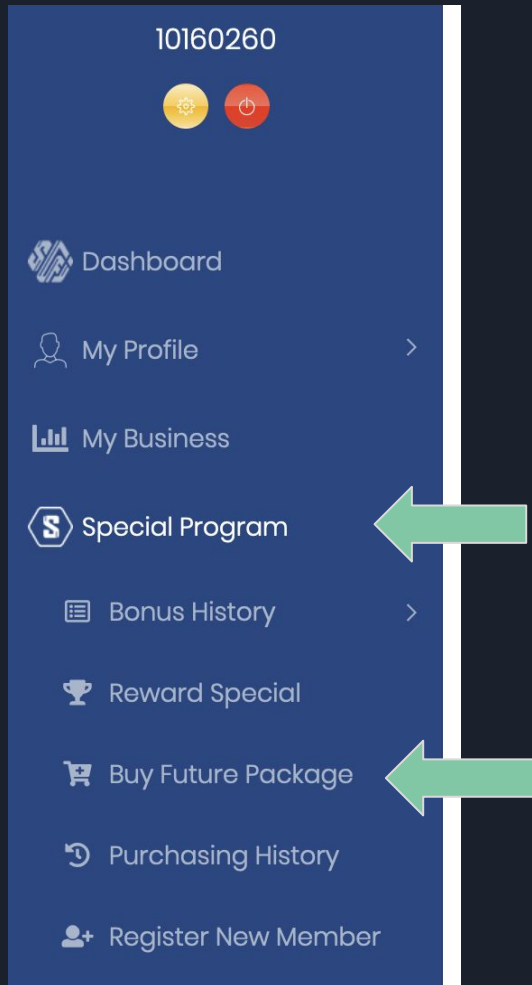 10160260
Dashboard
My Profile
My Business
Special Program
Bonus History
Reward Special
Buy Future Package
Purchasing History
Register New Member